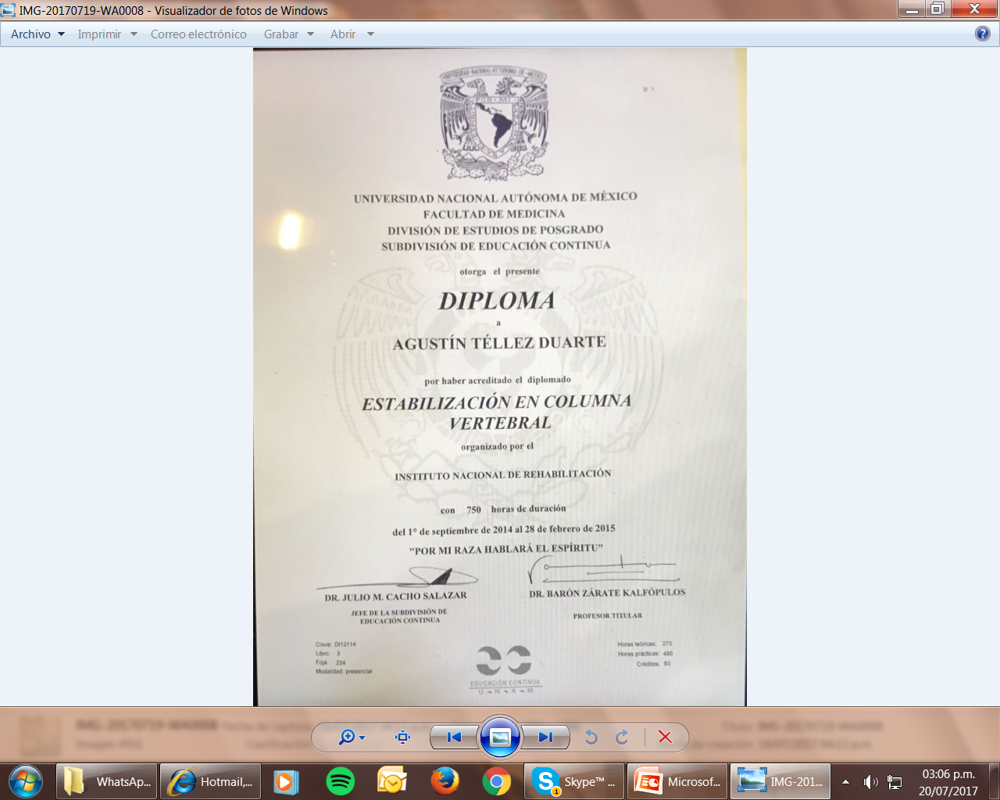 IMG-20170719-WA0008 - Visualizador de fotos de Windows
Archivo Imprimir Correo electrónico Grabar Abrir
21
UNIVERSIDAD NACIONAL AUTÓNOMA DE MÉXICO
FACULTAD DE MEDICINA
DIVISIÓN DE ESTUDIOS DE POSGRADO
SUBDIVISIÓN DE EDUCACIÓN CONTINUA
otorga el presente
DIPLOMA
a
AGUSTÍN TÉLLEZ DUARTE
por haber acreditado el diplomado
ESTABILIZACIÓN EN COLUMNA
VERTEBRAL
organizado por el
INSTITUTO NACIONAL DE REHABILITACIÓN
con 750 horas de duración
del 1° de septiembre de 2014 al 28 de febrero de 2015
"POR MI RAZA HABLARÁ EL ESPÍRITU"
DR. JULIO M. CACHO SALAZAR
JEFE DE LA SUBDIVISIÓN DE
EDUCACIÓN CONTINUA
DR. BARÓN ZÁRATE KALFÓPULOS
PROFESOR TITULAR
Clave: DI12114
Libro: 3
Foja 234
Modalidad presencial
EDUCACIÓN CONTINUA
U N A M
Horas teóricas: 270
Horas prácticas: 480
Créditos: 93
IMG-20170719-WA0008
WhatsAp...
Hotmail,...
Skype™ ...
1
Microsof...
IMG-201...
03:06 p.m.
20/07/2017